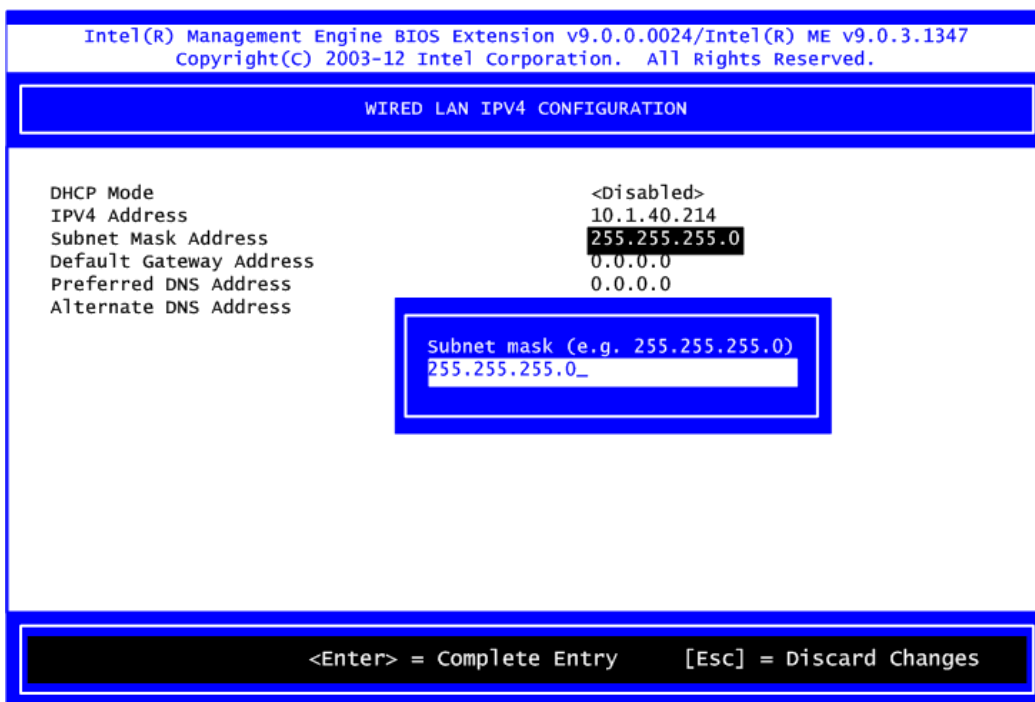 Intel(R) Management Engine BIOS Extension v9.0.0.0024/Intel(R) ME v9.0.3.1347
Copyright(C) 2003-12 Intel Corporation.  All Rights Reserved.
WIRED LAN IPV4 CONFIGURATION
DHCP Mode <Disabled>
IPV4 Address 10.1.40.214
Subnet Mask Address 255.255.255.0
Default Gateway Address 0.0.0.0
Preferred DNS Address 0.0.0.0
Alternate DNS Address
Subnet mask (e.g. 255.255.255.0)
255.255.255.0_
<Enter> = Complete Entry [Esc] = Discard Changes